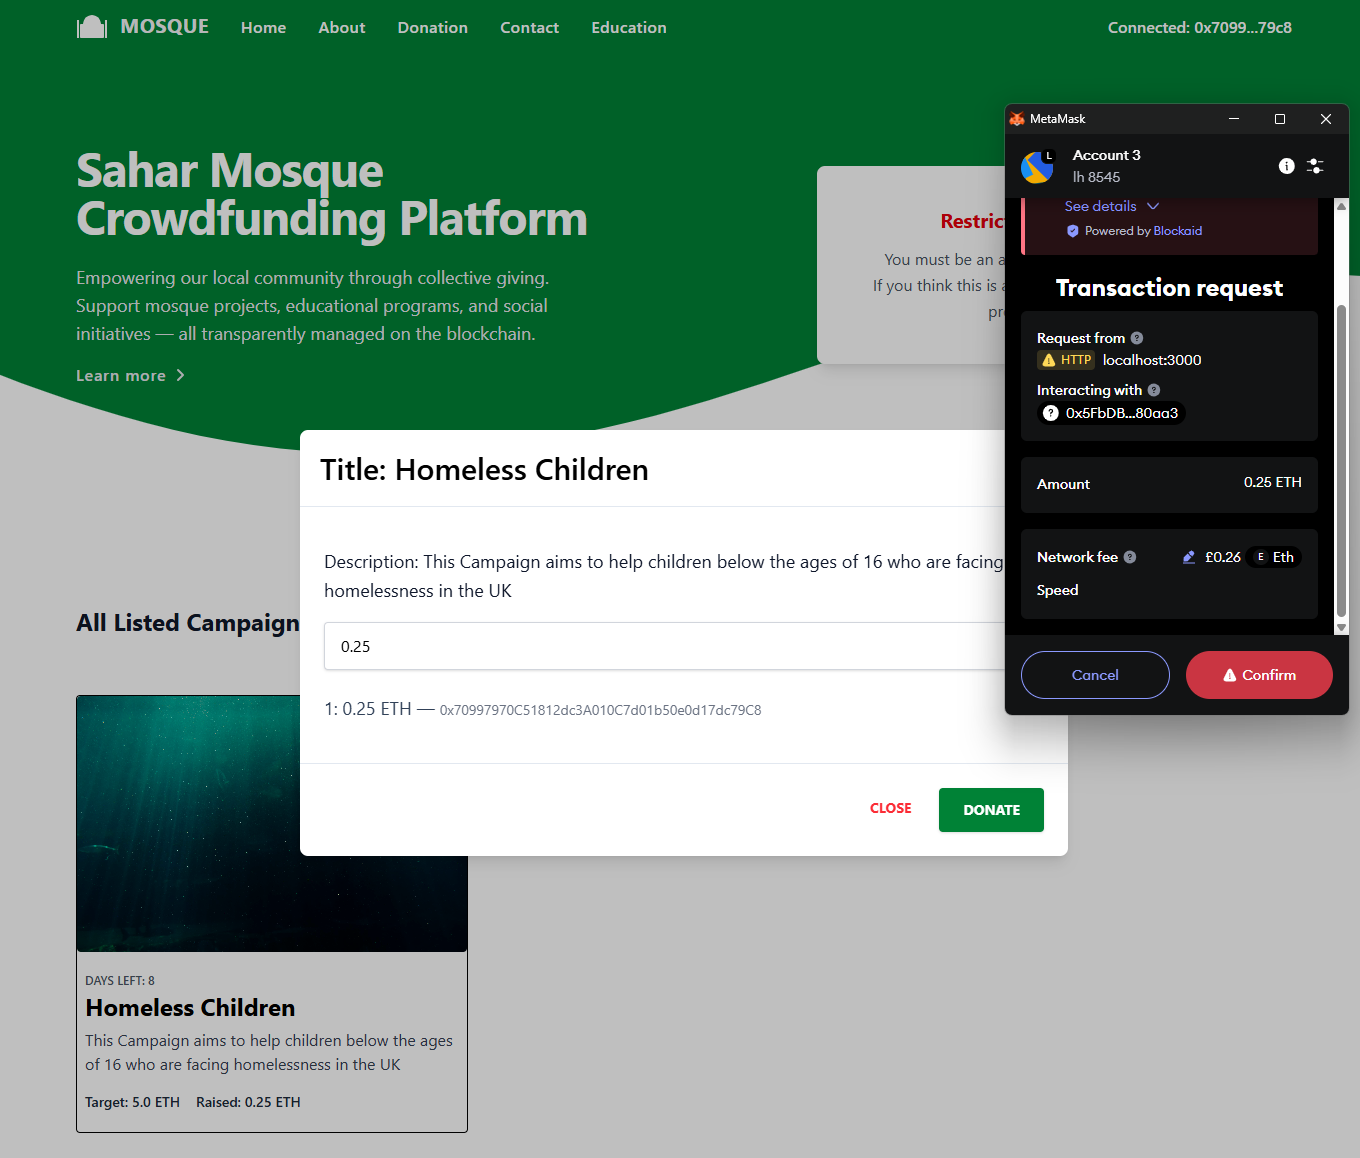 MOSQUE Home About Donation Contact Education Connected: 0x7099...79c8
Sahar Mosque
Crowdfunding Platform
Empowering our local community through collective giving.
Support mosque projects, educational programs, and social
initiatives — all transparently managed on the blockchain.
Learn more
You must be an
If you think this is
MetaMask
Account 3
L
lh 8545
See details
Powered by Blockaid
Transaction request
Request from ?
HTTP localhost:3000
Interacting with ?
? 0x5FbDB...80aa3
Amount 0.25 ETH
Network fee ? £0.26 E Eth
Speed
Cancel Confirm
Title: Homeless Children
Description: This Campaign aims to help children below the ages of 16 who are facing
homelessness in the UK
0.25
1: 0.25 ETH — 0x70997970C51812dc3A010C7d01b50e0d17dc79C8
CLOSE DONATE
All Listed Campaign
DAYS LEFT: 8
Homeless Children
This Campaign aims to help children below the ages
of 16 who are facing homelessness in the UK
Target: 5.0 ETH Raised: 0.25 ETH